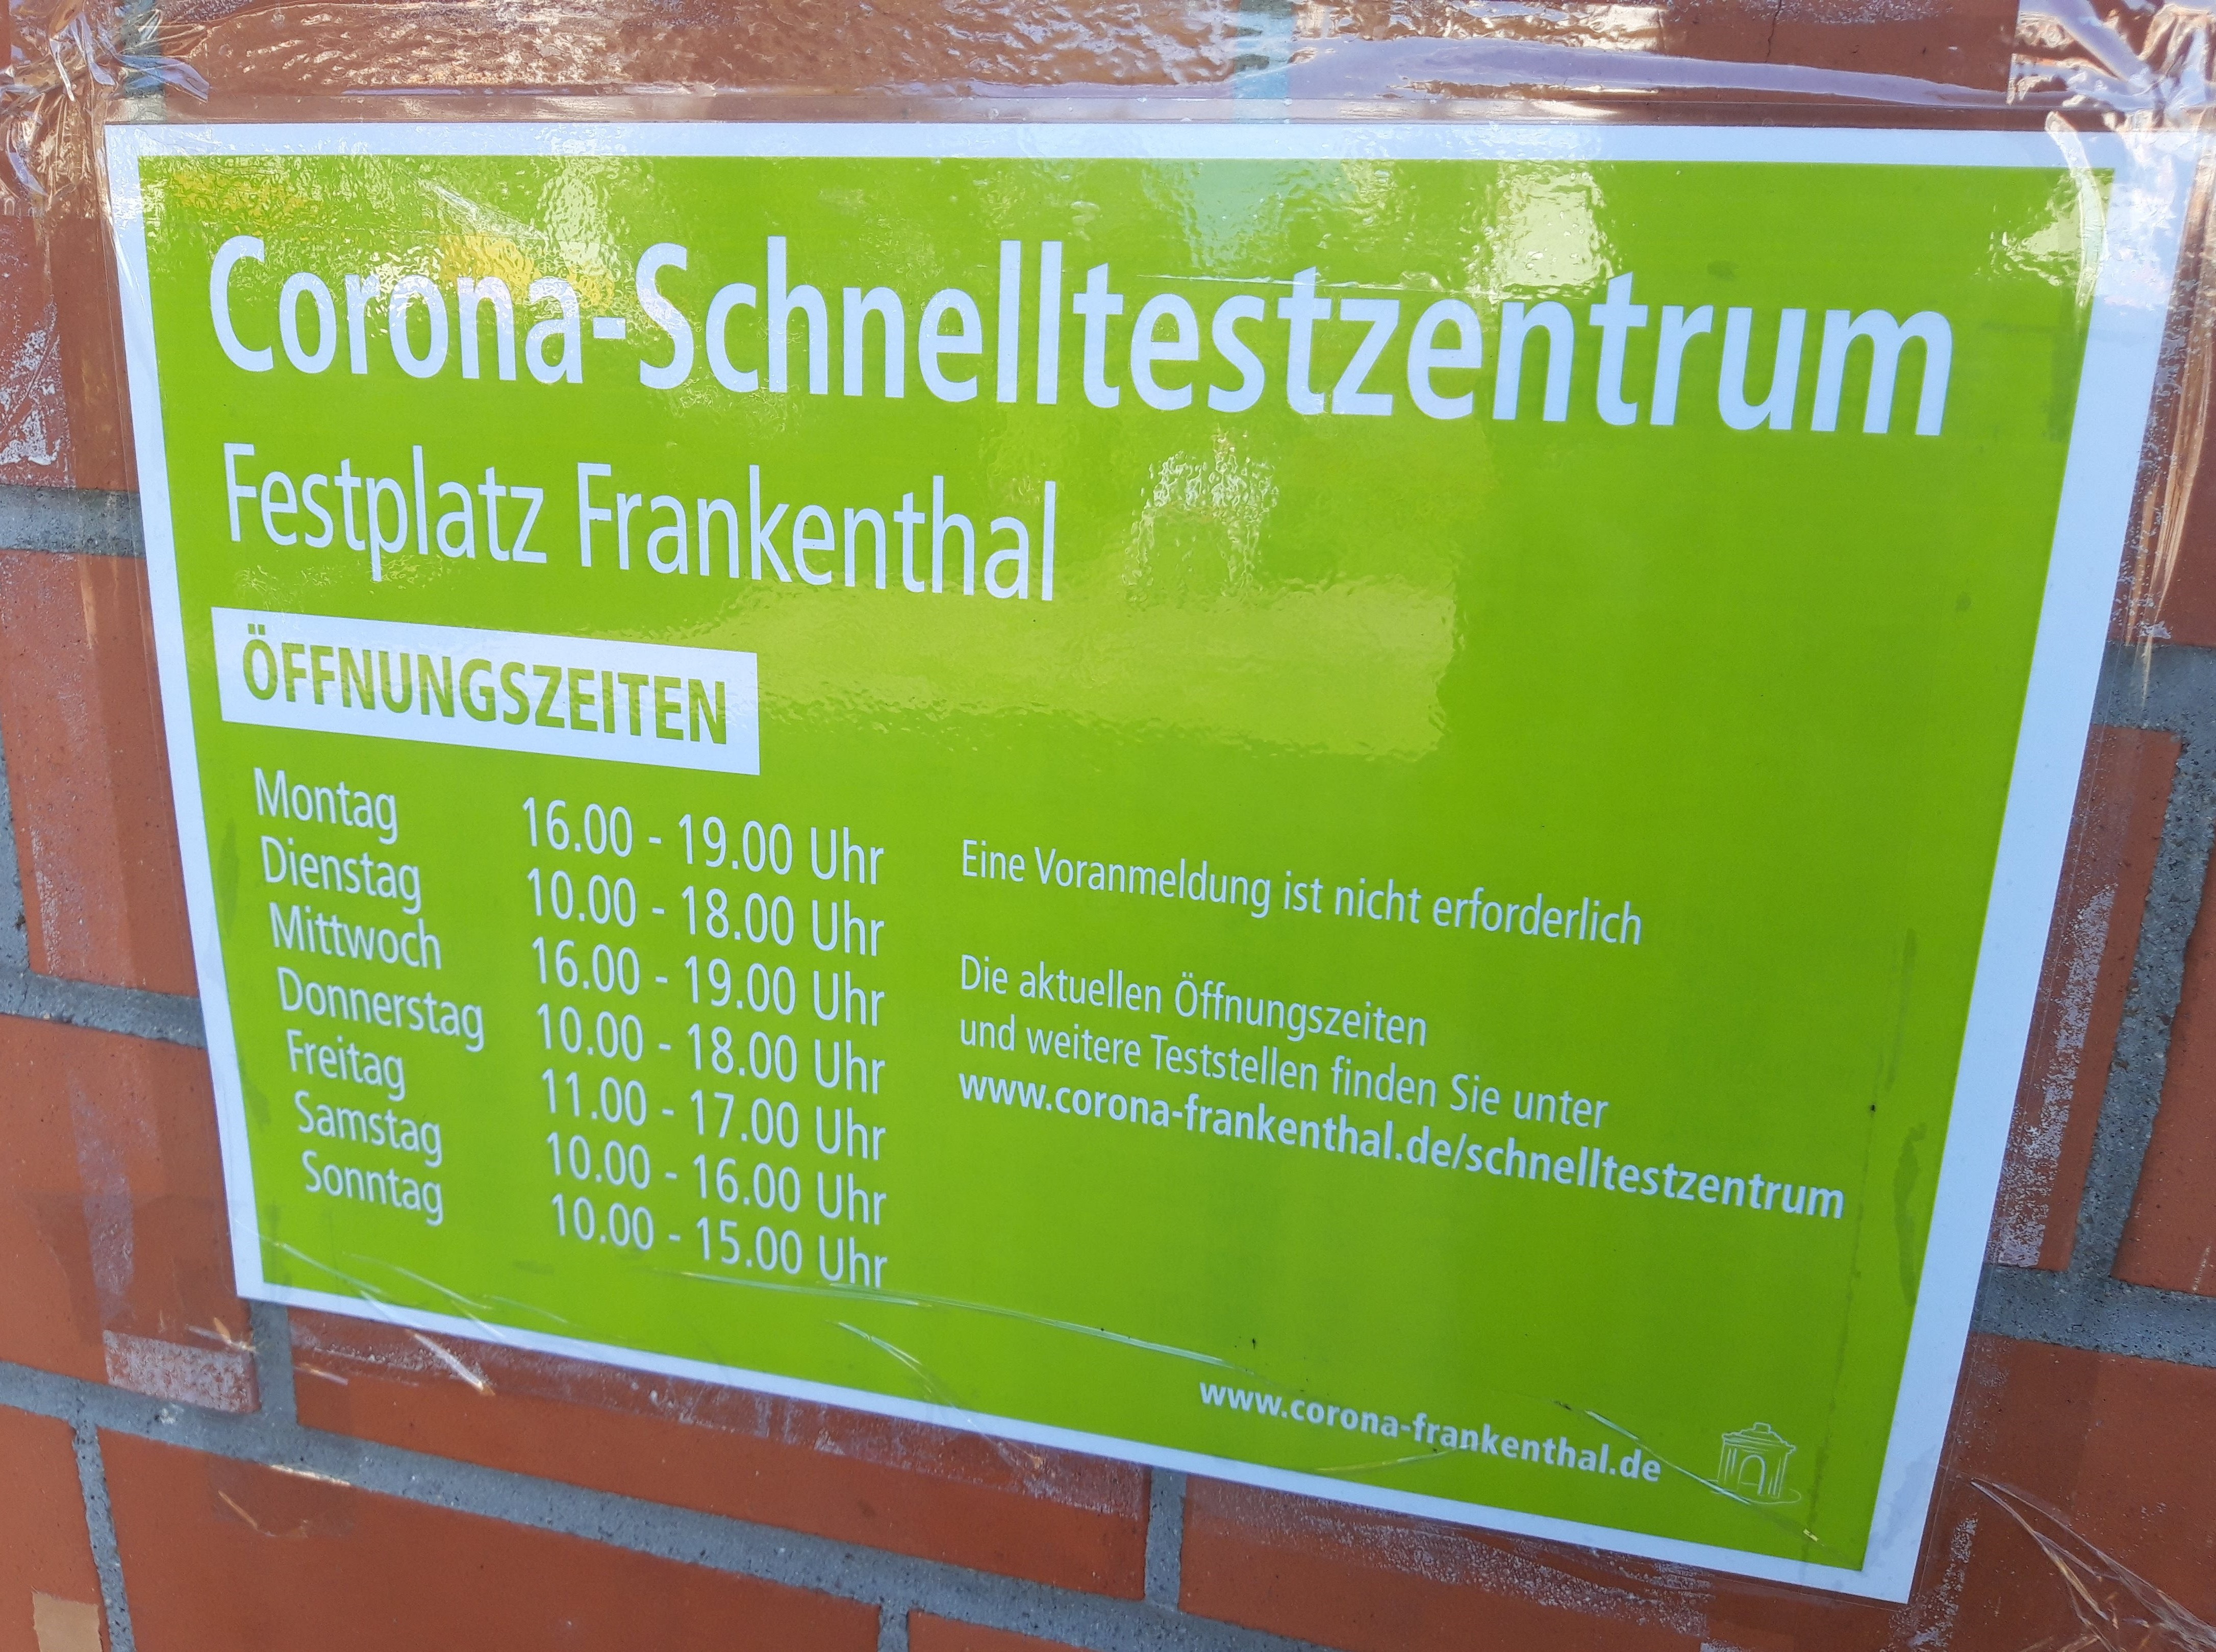 Corona-Schnelltestzentrum
Festplatz Frankenthal
ÖFFNUNGSZEITEN
Montag 16.00 - 19.00 Uhr
Dienstag 10.00 - 18.00 Uhr
Mittwoch 16.00 - 19.00 Uhr
Donnerstag 10.00 - 18.00 Uhr
Freitag 11.00 - 17.00 Uhr
Samstag 10.00 - 16.00 Uhr
Sonntag 10.00 - 15.00 Uhr
Eine Voranmeldung ist nicht erforderlich
Die aktuellen Öffnungszeiten
und weitere Teststellen finden Sie unter
www.corona-frankenthal.de/schnelltestzentrum
www.corona-frankenthal.de